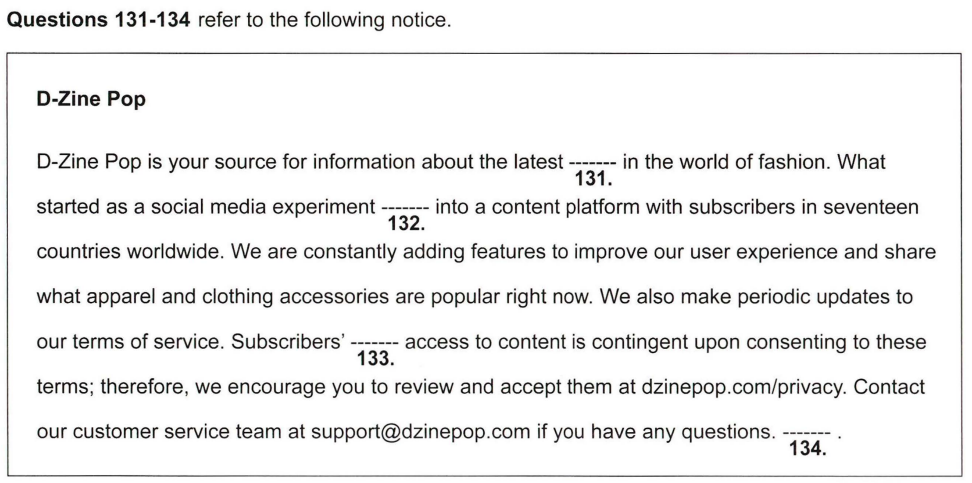 Questions 131-134 refer to the following notice.
D-Zine Pop
D-Zine Pop is your source for information about the latest ------- in the world of fashion. What
131.
started as a social media experiment ------- into a content platform with subscribers in seventeen
132.
countries worldwide. We are constantly adding features to improve our user experience and share
what apparel and clothing accessories are popular right now. We also make periodic updates to
our terms of service. Subscribers' ------- access to content is contingent upon consenting to these
133.
terms; therefore, we encourage you to review and accept them at dzinepop.com/privacy. Contact
our customer service team at support@dzinepop.com if you have any questions. ------- .
134.